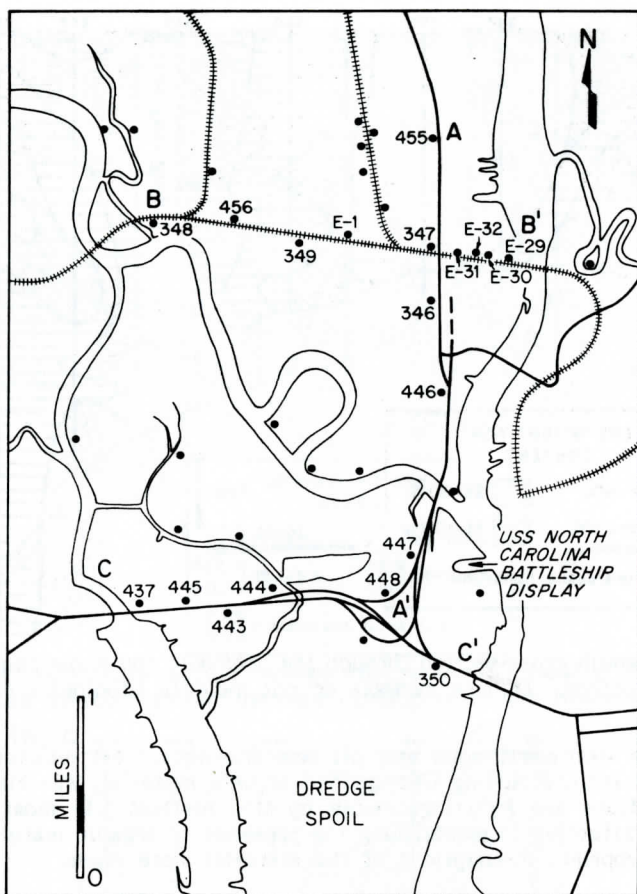 N
455 A
B
456
348
E-1
349
347
E-32
B'
E-29
E-31
E-30
346
446
USS NORTH
CAROLINA
BATTLESHIP
DISPLAY
447
C
444
448
437
445
443
A'
C'
350
1
MILES
0
DREDGE
SPOIL